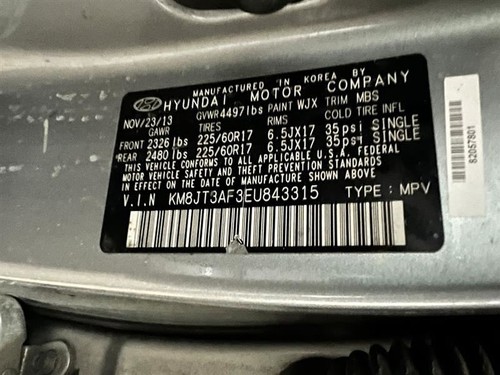 MANUFACTURED IN KOREA BY
HYUNDAI MOTOR COMPANY
NOV/23/13 GVWR4497lbs PAINT WJX TRIM MBS
GAWR TIRES RIMS COLD TIRE INFL
FRONT 2326lbs 225/60R17 6.5JX17 35psi SINGLE
REAR 2480lbs 225/60R17 6.5JX17 35psi SINGLE
THIS VEHICLE CONFORMS TO ALL APPLICABLE U.S.A. FEDERAL
MOTOR VEHICLE SAFETY, BUMPER, AND THEFT PREVENTION
STANDARDS IN EFFECT ON THE DATE OF MANUFACTURE SHOWN ABOVE.
V.I.N KM8JT3AF3EU843315 TYPE : MPV
82057801